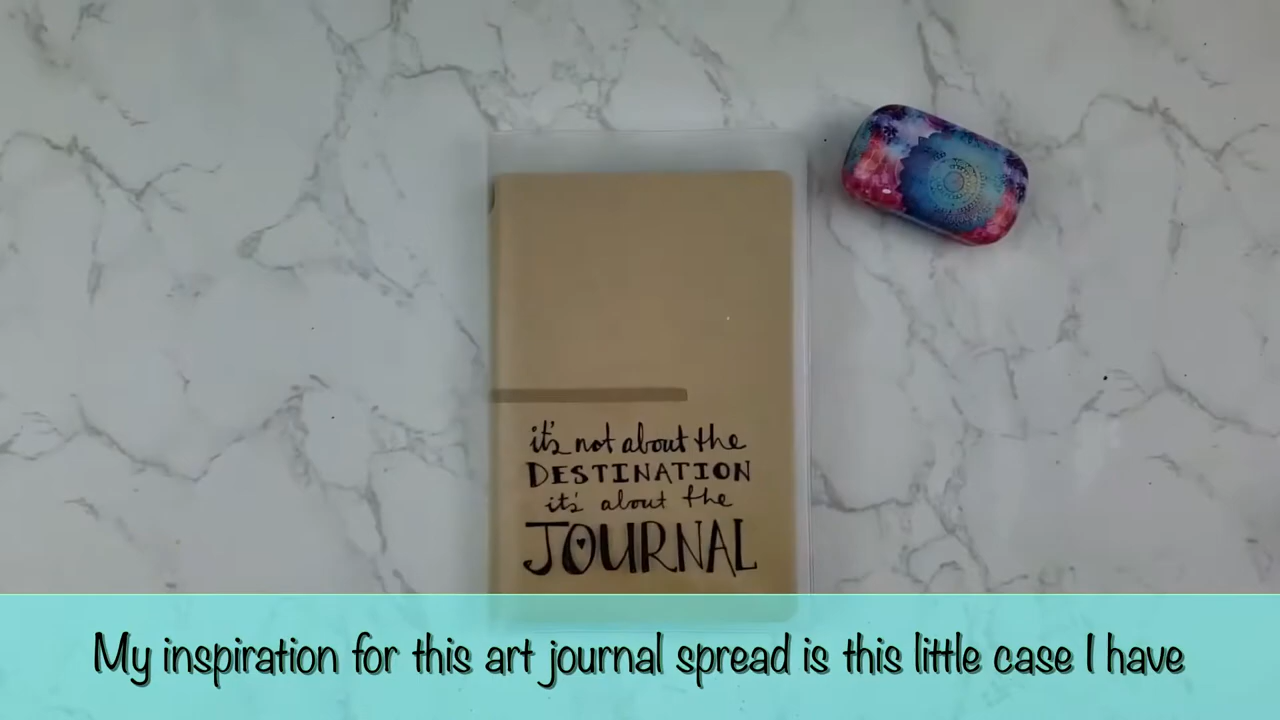 it's not about the
DESTINATION
it's about the
JOURNAL
My inspiration for this art journal spread is this little case I have